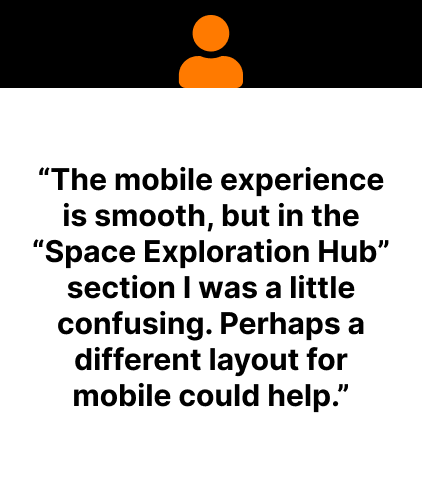 “The mobile experience
is smooth, but in the
“Space Exploration Hub”
section I was a little
confusing. Perhaps a
different layout for
mobile could help.”